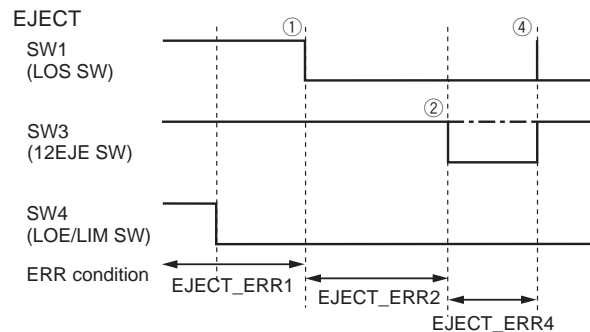 EJECT
SW1
(LOS SW)
①
④
SW3
(12EJE SW)
②
SW4
(LOE/LIM SW)
ERR condition
EJECT_ERR1
EJECT_ERR2
EJECT_ERR4